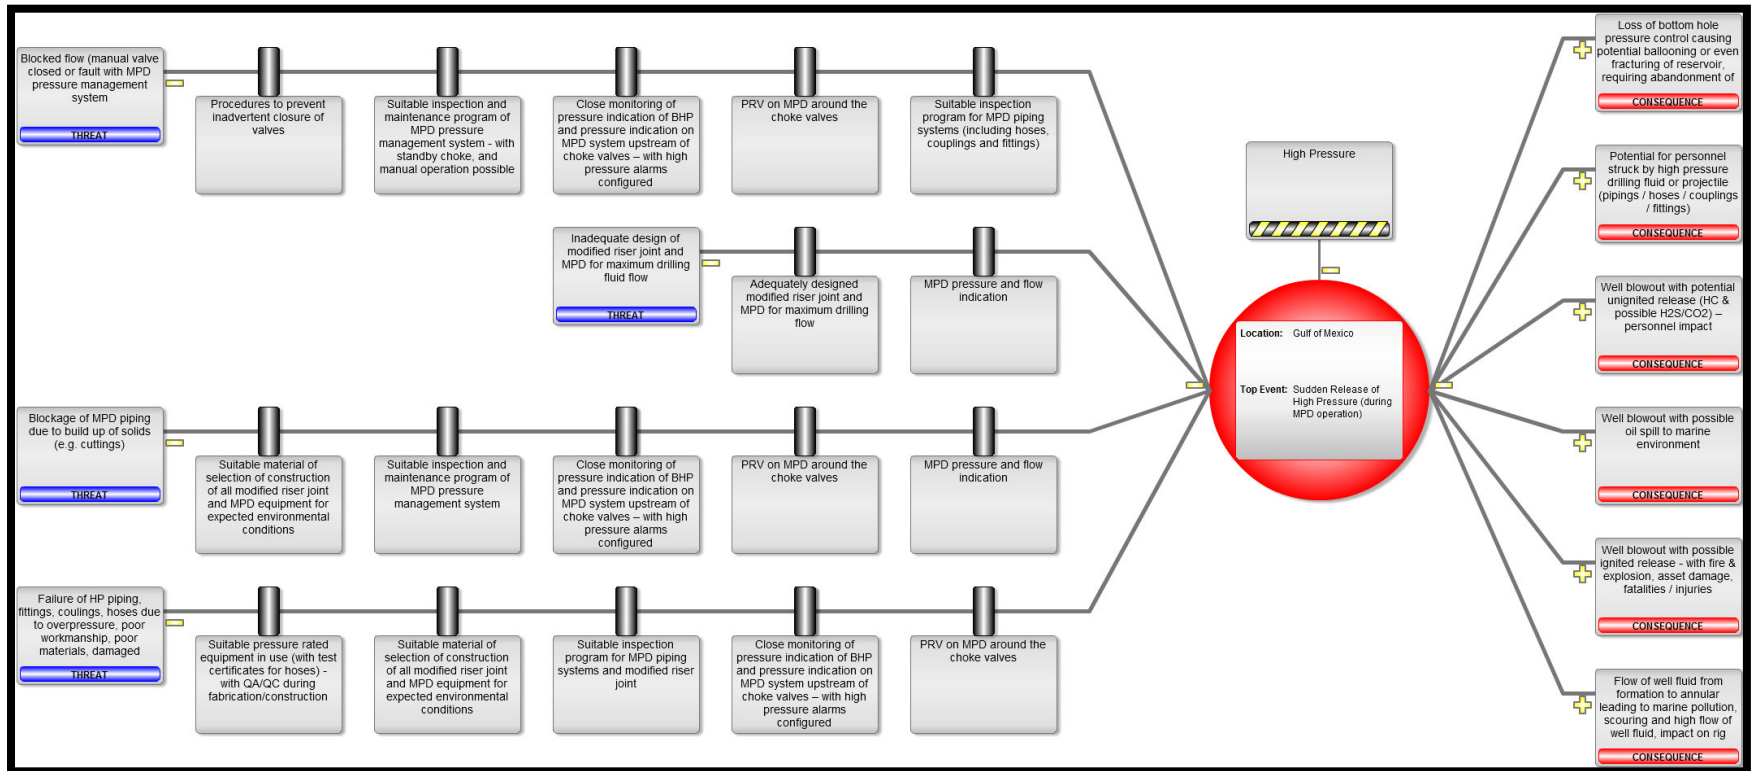 Blocked flow (manual valve
closed or fault with MPD
pressure management
system
THREAT
Procedures to prevent
inadvertent closure of
valves
Suitable inspection and
maintenance program of
MPD pressure
management system - with
standby choke, and
manual operation possible
Close monitoring of
pressure indication of BHP
and pressure indication on
MPD system upstream of
choke valves – with high
pressure alarms
configured
PRV on MPD around the
choke valves
Suitable inspection
program for MPD piping
systems (including hoses,
couplings and fittings)
Inadequate design of
modified riser joint and
MPD for maximum drilling
fluid flow
THREAT
Adequately designed
modified riser joint and
MPD for maximum drilling
flow
MPD pressure and flow
indication
Blockage of MPD piping
due to build up of solids
(e.g. cuttings)
THREAT
Suitable material of
selection of construction
of all modified riser joint
and MPD equipment for
expected environmental
conditions
Suitable inspection and
maintenance program of
MPD pressure
management system
Close monitoring of
pressure indication of BHP
and pressure indication on
MPD system upstream of
choke valves – with high
pressure alarms
configured
PRV on MPD around the
choke valves
MPD pressure and flow
indication
Failure of HP piping,
fittings, coulings, hoses due
to overpressure, poor
workmanship, poor
materials, damaged
THREAT
Suitable pressure rated
equipment in use (with test
certificates for hoses) -
with QA/QC during
fabrication/construction
Suitable material of
selection of construction
of all modified riser joint
and MPD equipment for
expected environmental
conditions
Suitable inspection
program for MPD piping
systems and modified riser
joint
Close monitoring of
pressure indication of BHP
and pressure indication on
MPD system upstream of
choke valves – with high
pressure alarms
configured
PRV on MPD around the
choke valves
High Pressure
Location: Gulf of Mexico
Top Event: Sudden Release of
High Pressure (during
MPD operation)
Loss of bottom hole
pressure control causing
potential ballooning or even
fracturing of reservoir,
requiring abandonment of
CONSEQUENCE
Potential for personnel
struck by high pressure
drilling fluid or projectile
(pipings / hoses / couplings
/ fittings)
CONSEQUENCE
Well blowout with potential
unignited release (HC &
possible H2S/CO2) –
personnel impact
CONSEQUENCE
Well blowout with possible
oil spill to marine
environment
CONSEQUENCE
Well blowout with possible
ignited release - with fire &
explosion, asset damage,
fatalities / injuries
CONSEQUENCE
Flow of well fluid from
formation to annular
leading to marine pollution,
scouring and high flow of
well fluid, impact on rig
CONSEQUENCE